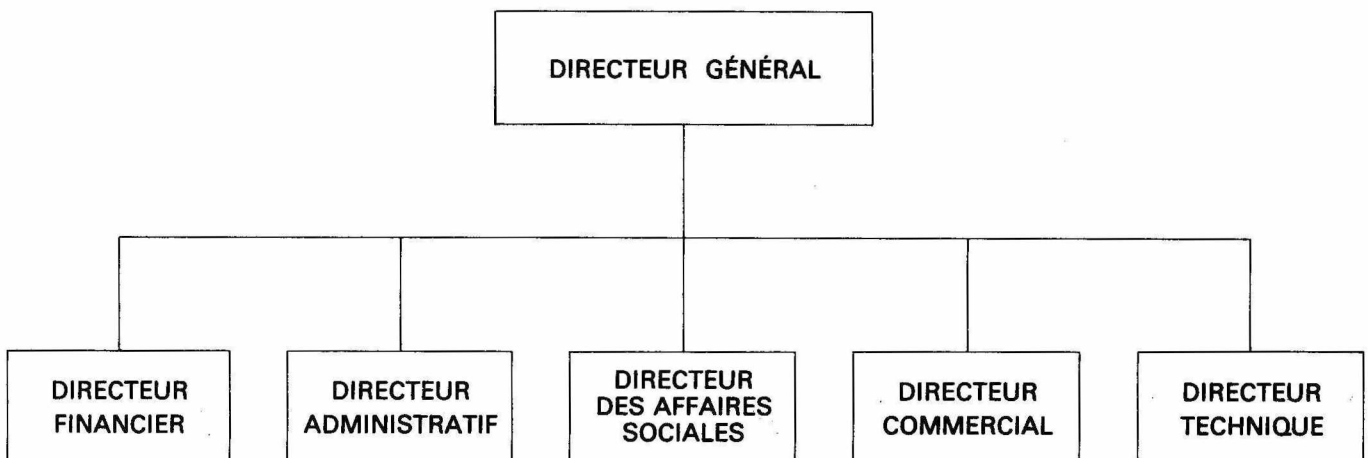 DIRECTEUR GÉNÉRAL
DIRECTEUR
FINANCIER
DIRECTEUR
ADMINISTRATIF
DIRECTEUR
DES AFFAIRES
SOCIALES
DIRECTEUR
COMMERCIAL
DIRECTEUR
TECHNIQUE